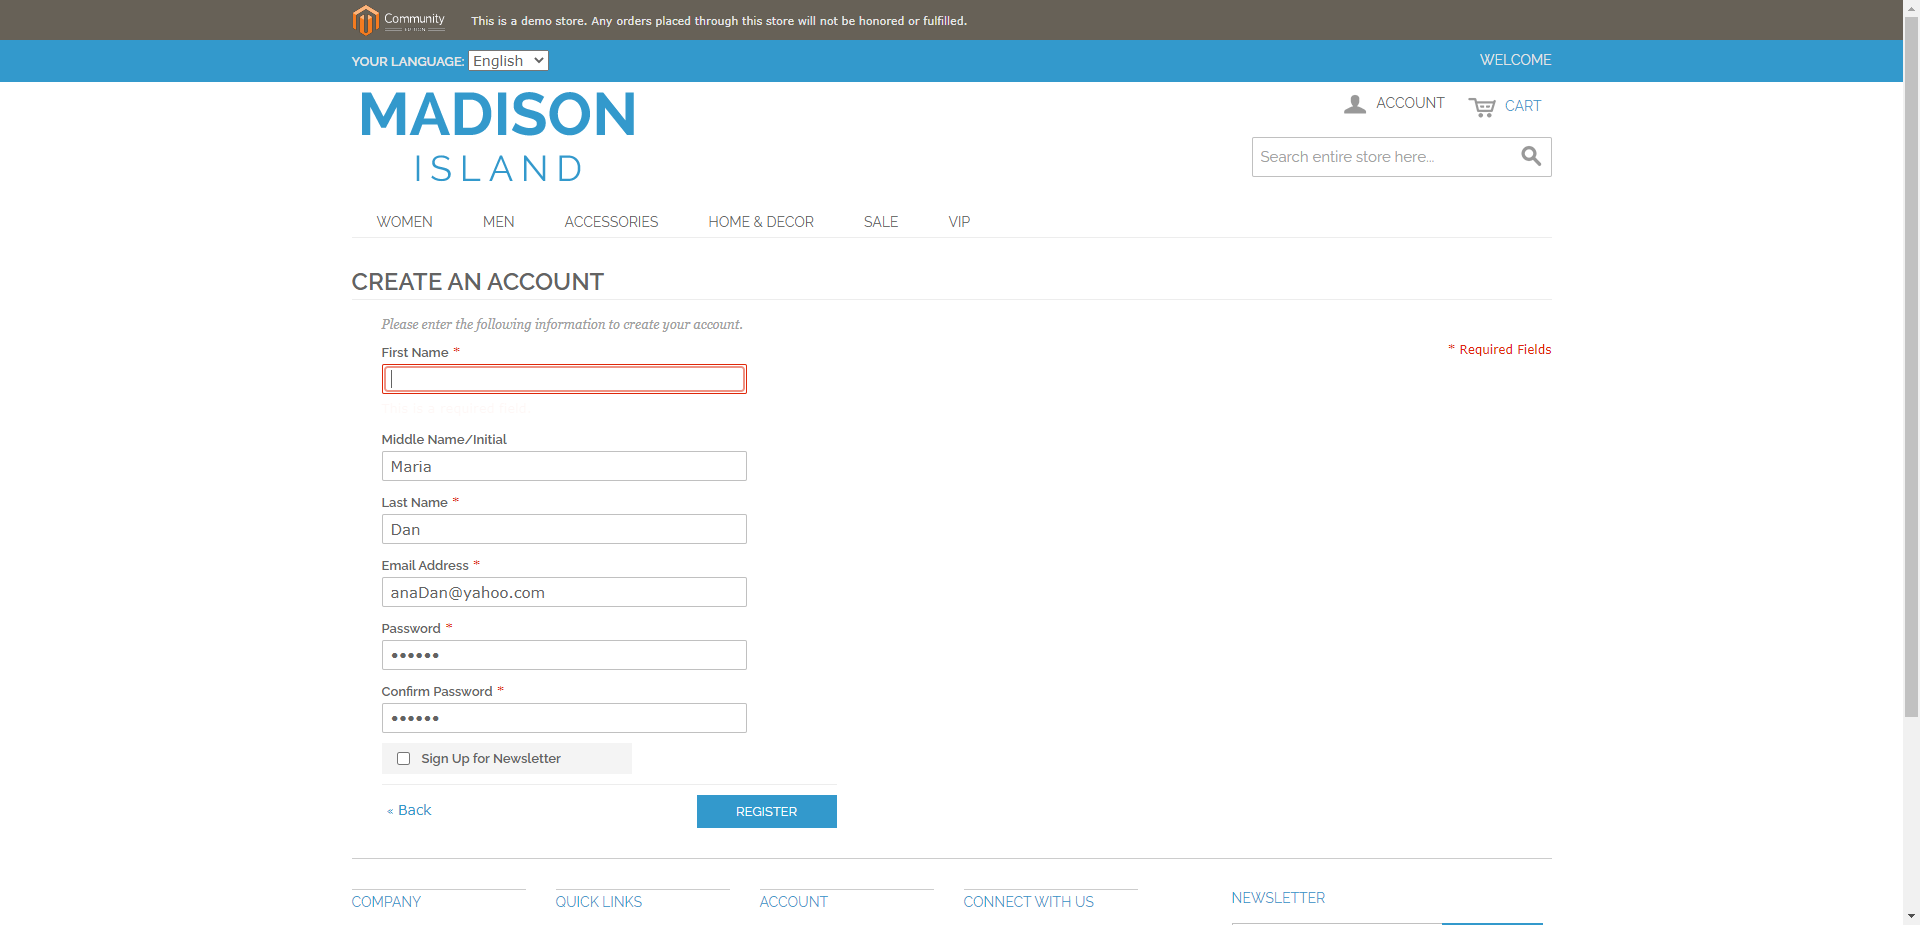 Community
EDITION
This is a demo store. Any orders placed through this store will not be honored or fulfilled.
YOUR LANGUAGE: English
WELCOME
MADISON
ISLAND
ACCOUNT
CART
Search entire store here...
WOMEN MEN ACCESSORIES HOME & DECOR SALE VIP
CREATE AN ACCOUNT
Please enter the following information to create your account.
* Required Fields
First Name *
This is a required field.
Middle Name/Initial
Maria
Last Name *
Dan
Email Address *
anaDan@yahoo.com
Password *
••••••
Confirm Password *
••••••
Sign Up for Newsletter
« Back
REGISTER
COMPANY QUICK LINKS ACCOUNT CONNECT WITH US NEWSLETTER